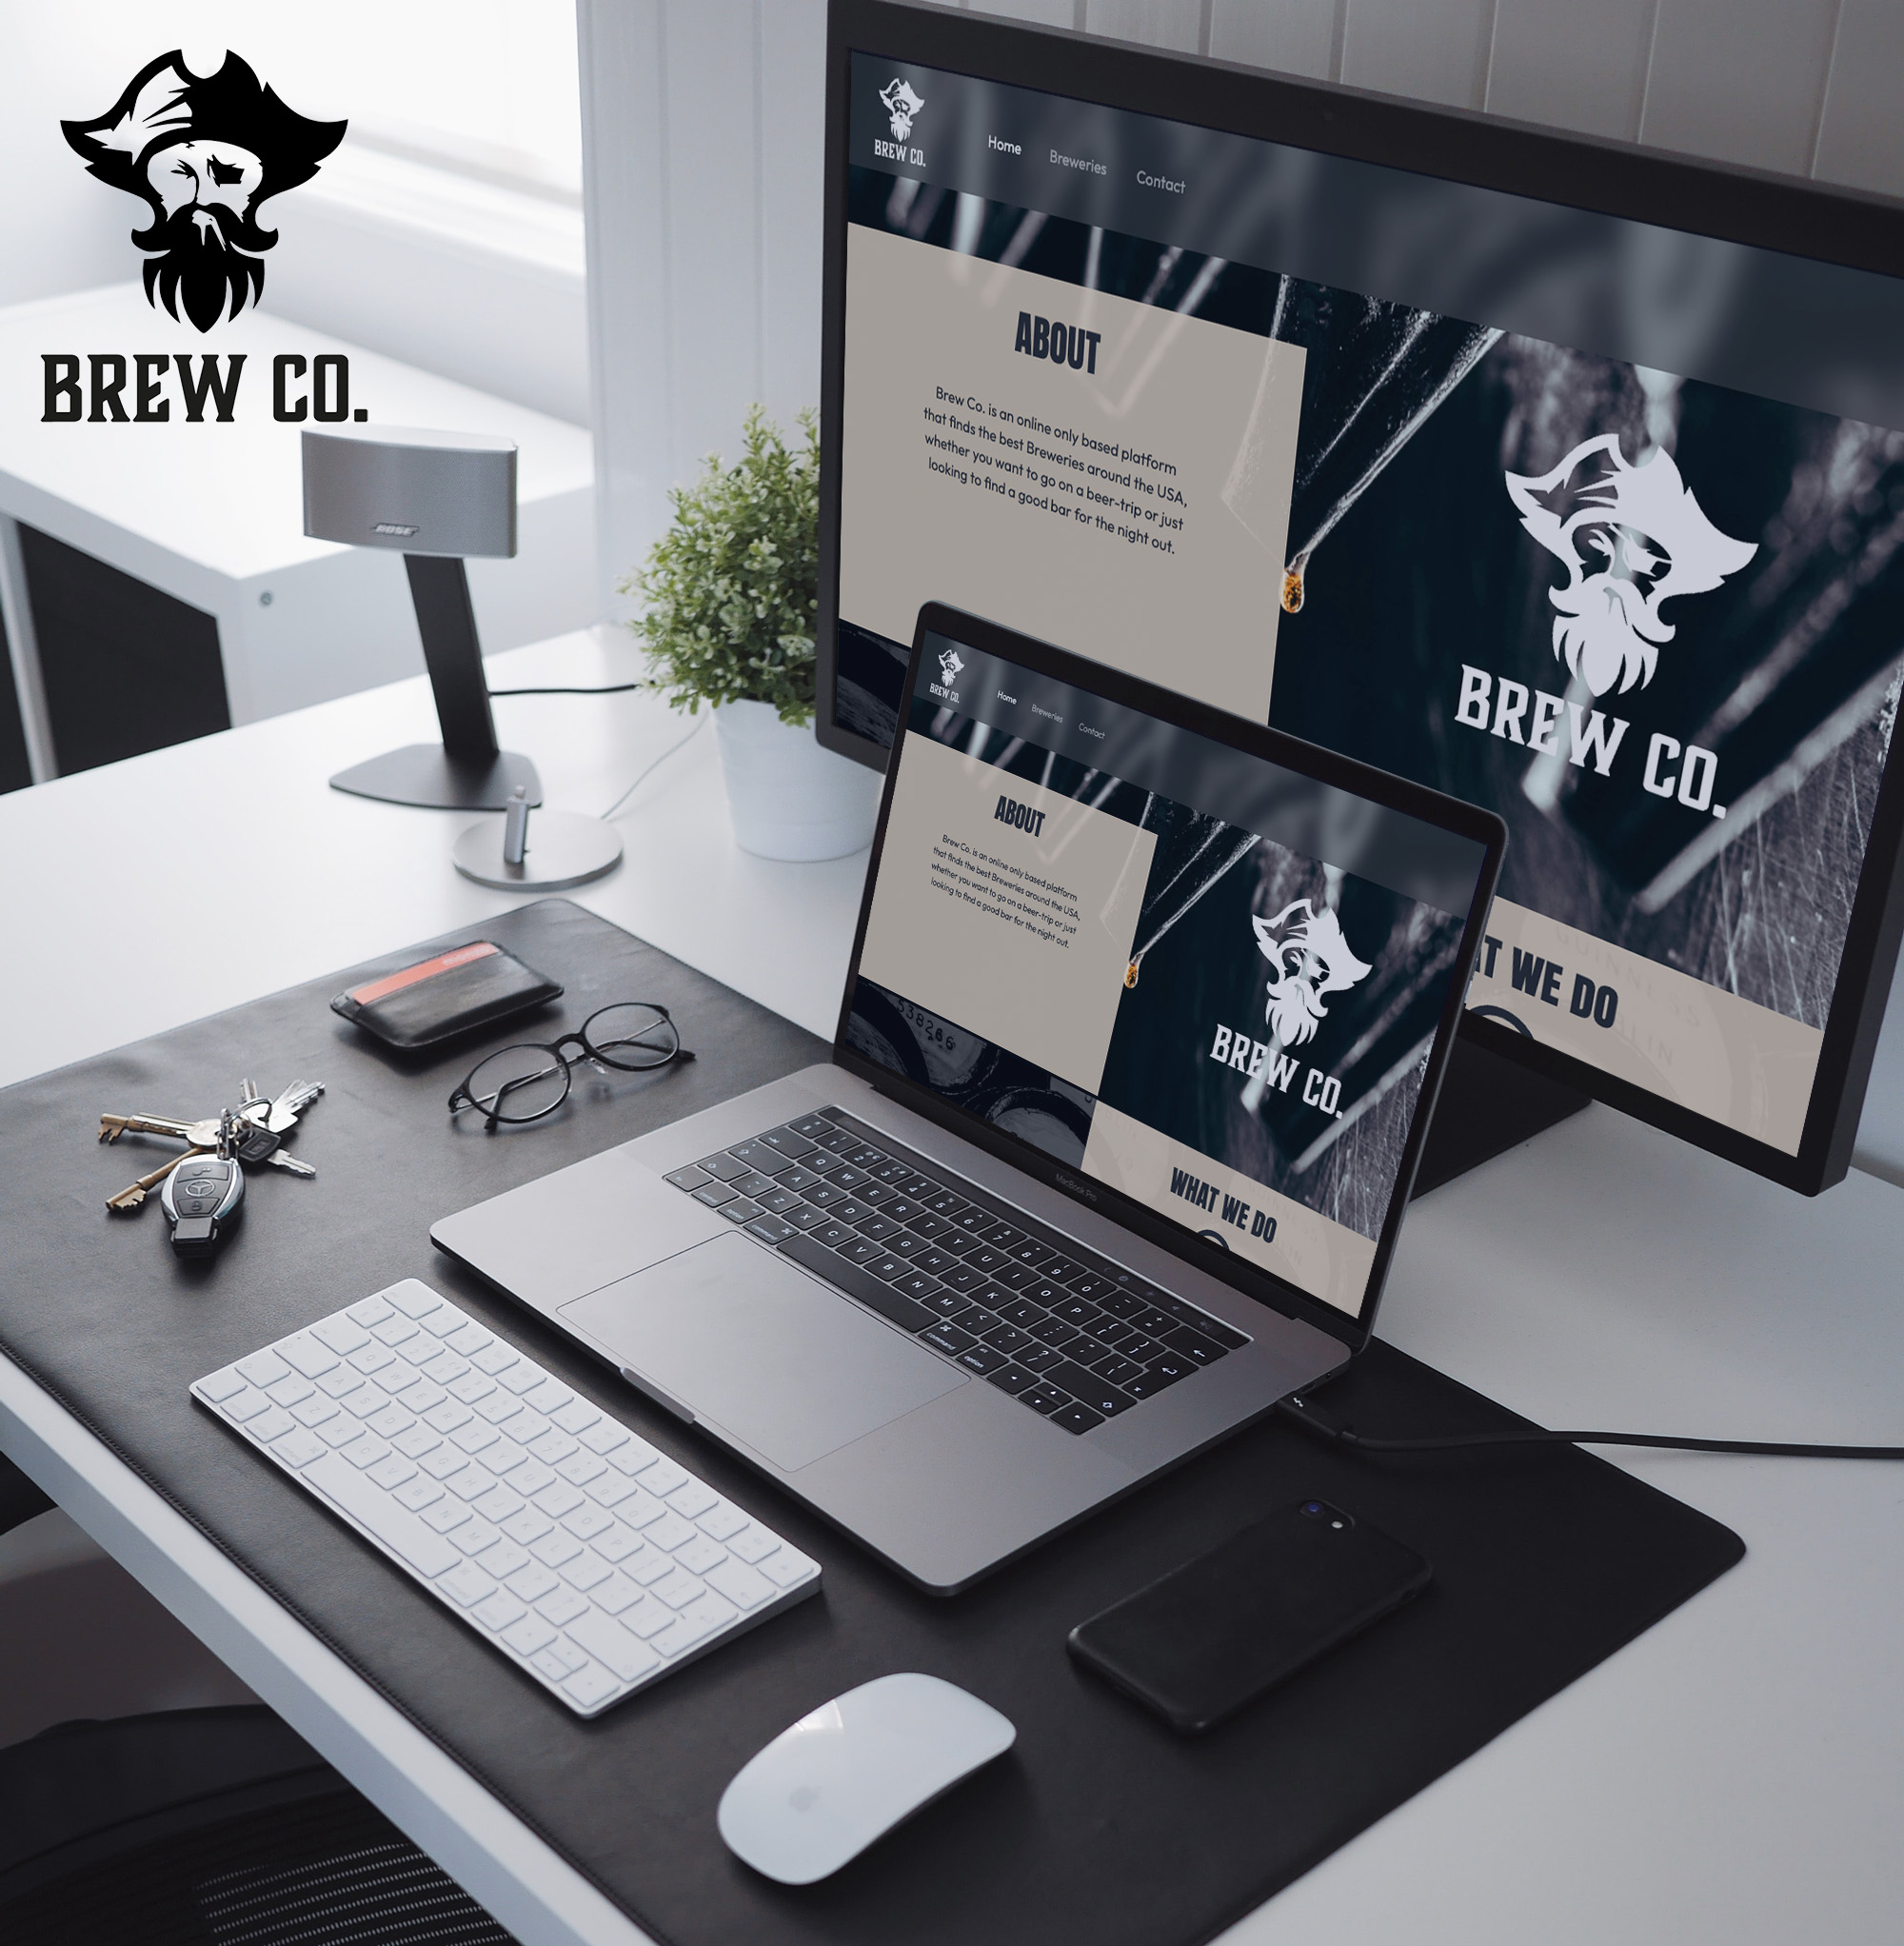 BREW CO.
BOSE
BREW CO.
Home
Breweries
Contact
ABOUT
Brew Co. is an online only based platform
that finds the best Breweries around the USA,
whether you want to go on a beer-trip or just
looking to find a good bar for the night out.
BREW CO.
WE DO
GUINNESS
BREW CO.
Home
Breweries
Contact
ABOUT
Brew Co. is an online only based platform
that finds the best Breweries around the USA,
whether you want to go on a beer-trip or just
looking to find a good bar for the night out.
BREW CO.
WHAT WE DO
MacBook Pro
Q W E R T Y U I O P
A S D F G H J K L
Z X C V B N M
command
option